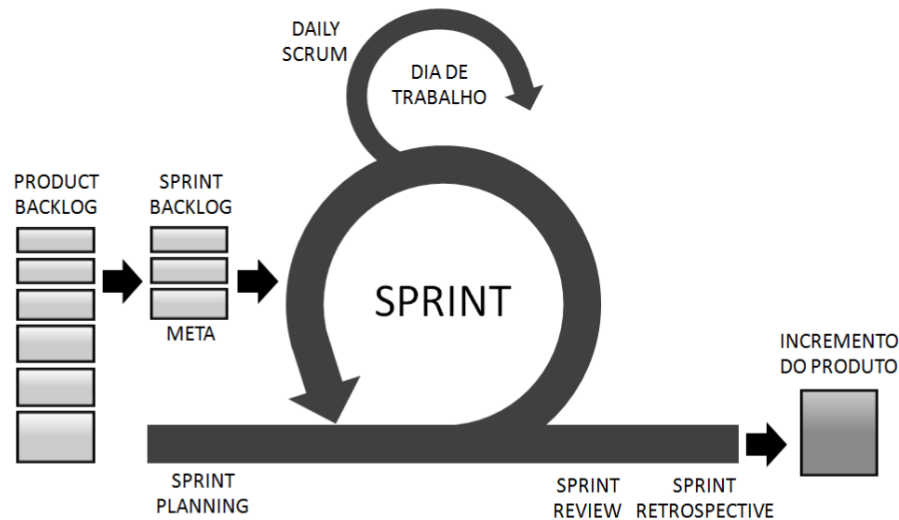 DAILY
SCRUM
DIA DE
TRABALHO
PRODUCT
BACKLOG
SPRINT
BACKLOG
META
SPRINT
INCREMENTO
DO PRODUTO
SPRINT
PLANNING
SPRINT
REVIEW
SPRINT
RETROSPECTIVE